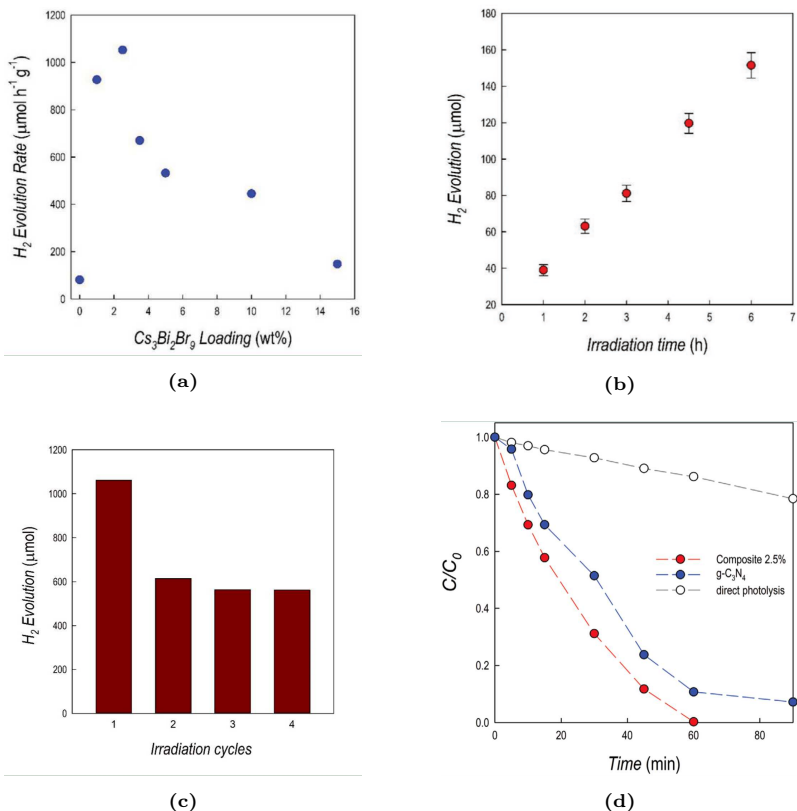 1200
1000
800
600
400
200
0
H2 Evolution Rate (μmol h-1 g-1)
0 2 4 6 8 10 12 14 16
Cs3Bi2Br9 Loading (wt%)
(a)
180
160
140
120
100
80
60
40
20
H2 Evolution (μmol)
0 1 2 3 4 5 6 7
Irradiation time (h)
(b)
1200
1000
800
600
400
200
0
H2 Evolution (μmol)
1 2 3 4
Irradiation cycles
(c)
1.0
0.8
0.6
0.4
0.2
0.0
C/C0
Composite 2.5%
g-C3N4
direct photolysis
0 20 40 60 80
Time (min)
(d)